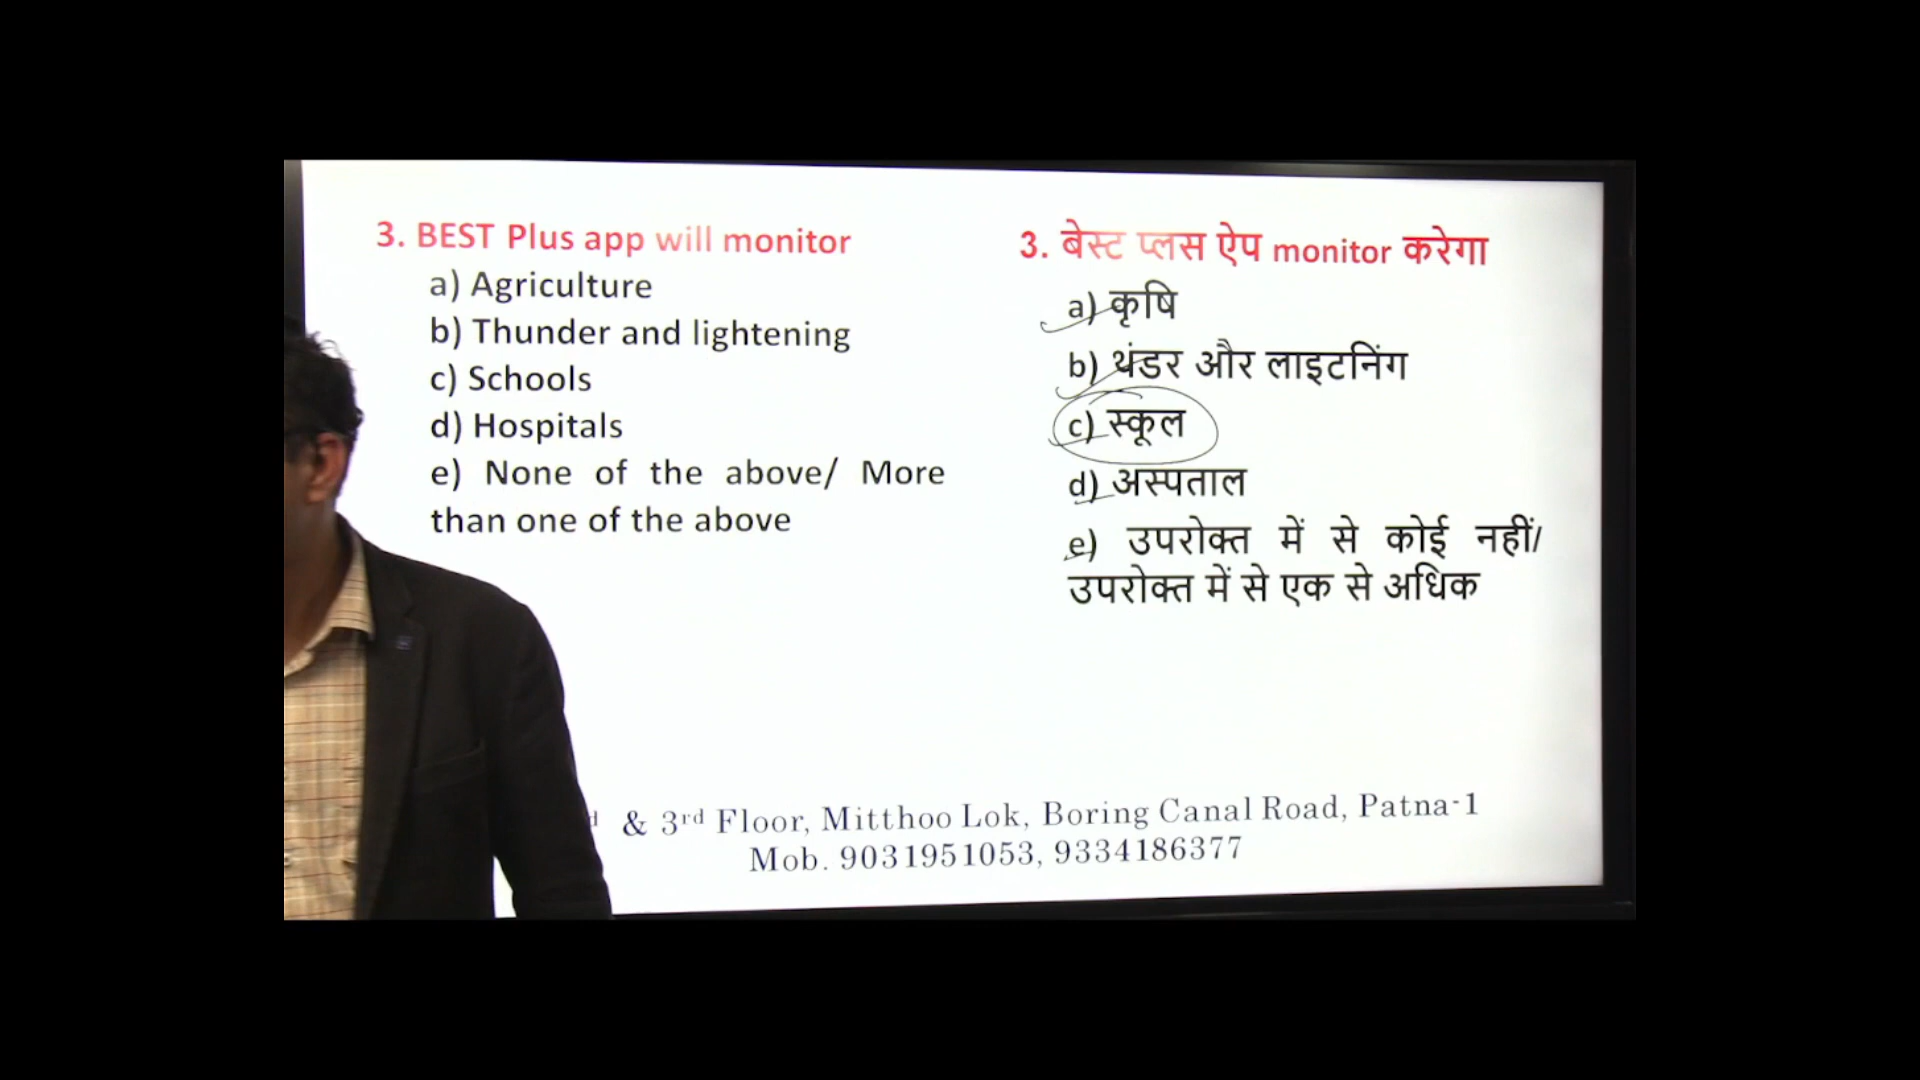 3. BEST Plus app will monitor
a) Agriculture
b) Thunder and lightening
c) Schools
d) Hospitals
e) None of the above/ More
than one of the above
3. बेस्ट प्लस ऐप monitor करेगा
a) कृषि
b) थंडर और लाइटनिंग
c) स्कूल
d) अस्पताल
e) उपरोक्त में से कोई नहीं/
उपरोक्त में से एक से अधिक
& 3rd Floor, Mitthoo Lok, Boring Canal Road, Patna-1
Mob. 9031951053, 9334186377